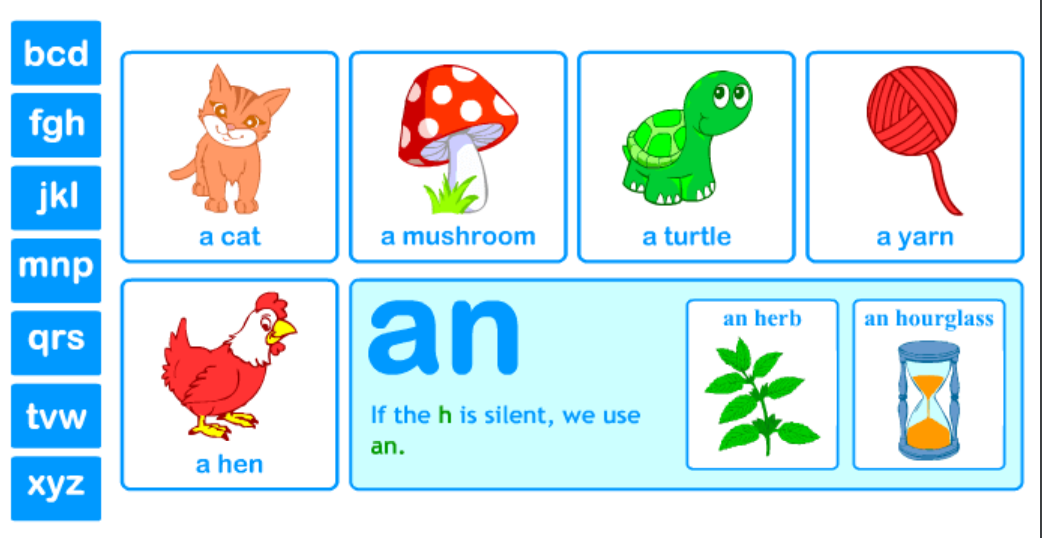 bcd
fgh
jkl
mnp
qrs
tvw
xyz
a cat
a mushroom
a turtle
a yarn
a hen
an
If the h is silent, we use
an.
an herb
an hourglass